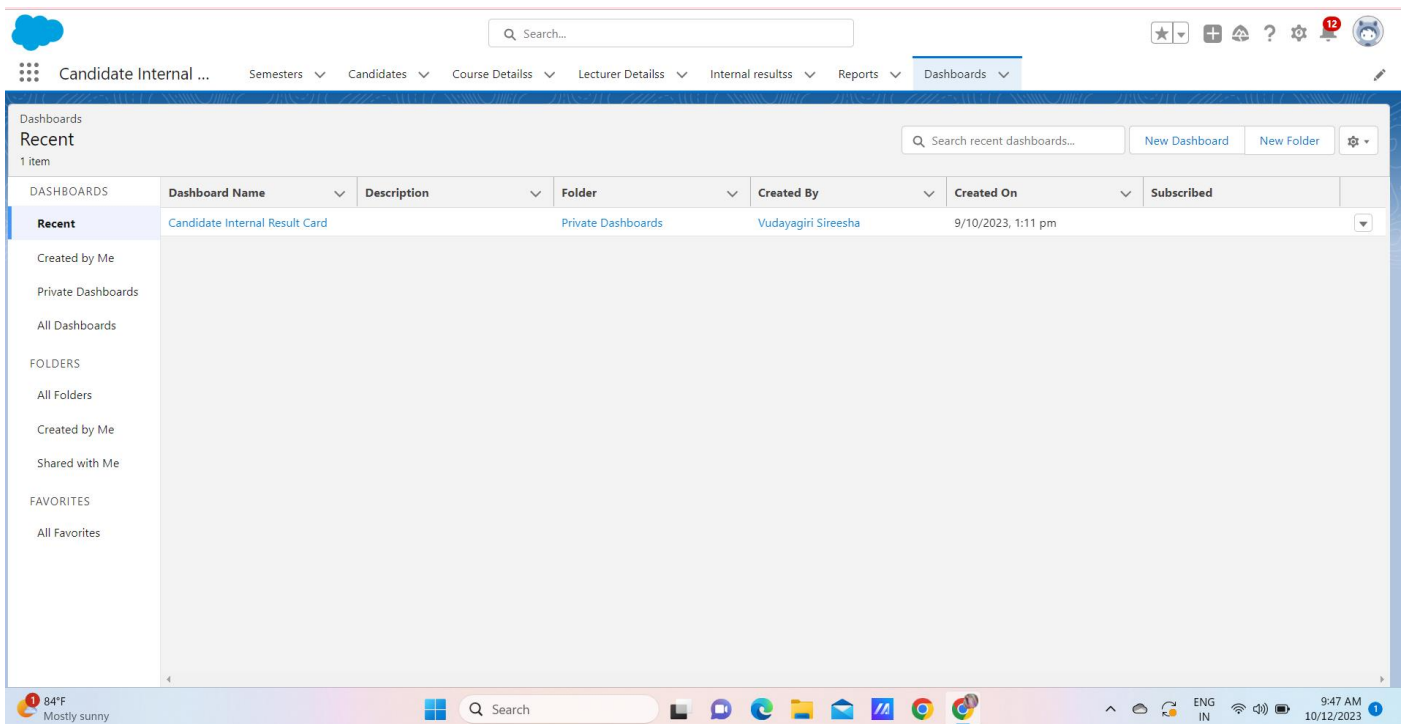 Search...
12
Candidate Internal ...
Semesters
Candidates
Course Detailss
Lecturer Detailss
Internal resultss
Reports
Dashboards
Dashboards
Recent
1 item
Search recent dashboards...
New Dashboard
New Folder
DASHBOARDS
Recent
Created by Me
Private Dashboards
All Dashboards
FOLDERS
All Folders
Created by Me
Shared with Me
FAVORITES
All Favorites
Dashboard Name Description Folder Created By Created On Subscribed
Candidate Internal Result Card Private Dashboards Vudayagiri Sireesha 9/10/2023, 1:11 pm
1
84°F
Mostly sunny
Search
ENG
IN
9:47 AM
10/12/2023
1